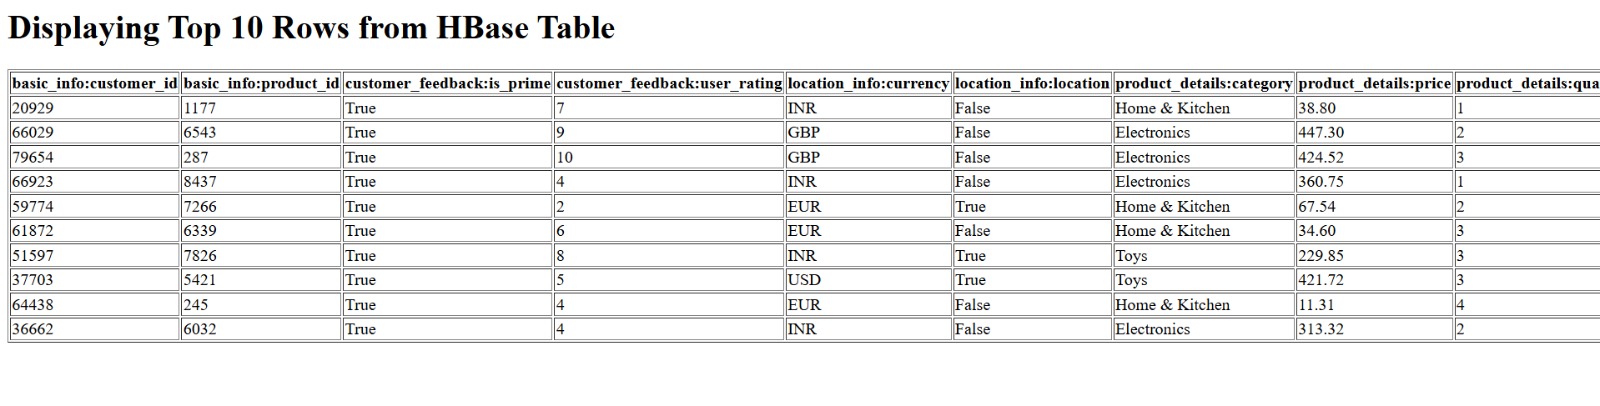 Displaying Top 10 Rows from HBase Table
basic_info:customer_id basic_info:product_id customer_feedback:is_prime customer_feedback:user_rating location_info:currency location_info:location product_details:category product_details:price product_details:qua
20929 1177 True 7 INR False Home & Kitchen 38.80 1
66029 6543 True 9 GBP False Electronics 447.30 2
79654 287 True 10 GBP False Electronics 424.52 3
66923 8437 True 4 INR False Electronics 360.75 1
59774 7266 True 2 EUR True Home & Kitchen 67.54 2
61872 6339 True 6 EUR False Home & Kitchen 34.60 3
51597 7826 True 8 INR True Toys 229.85 3
37703 5421 True 5 USD True Toys 421.72 3
64438 245 True 4 EUR False Home & Kitchen 11.31 4
36662 6032 True 4 INR False Electronics 313.32 2